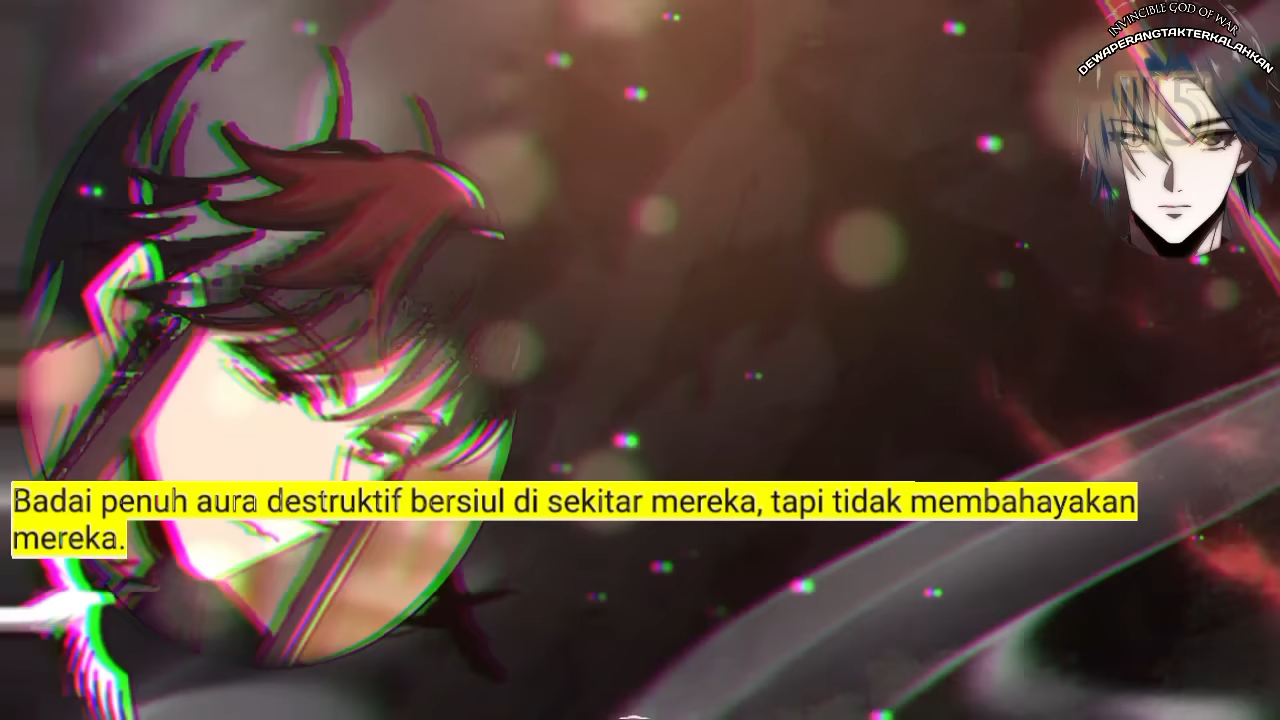 INVINCIBLE GOD OF WAR
DEWAPERANGTAKTERKALAHKAN
Badai penuh aura destruktif bersiul di sekitar mereka, tapi tidak membahayakan
mereka.